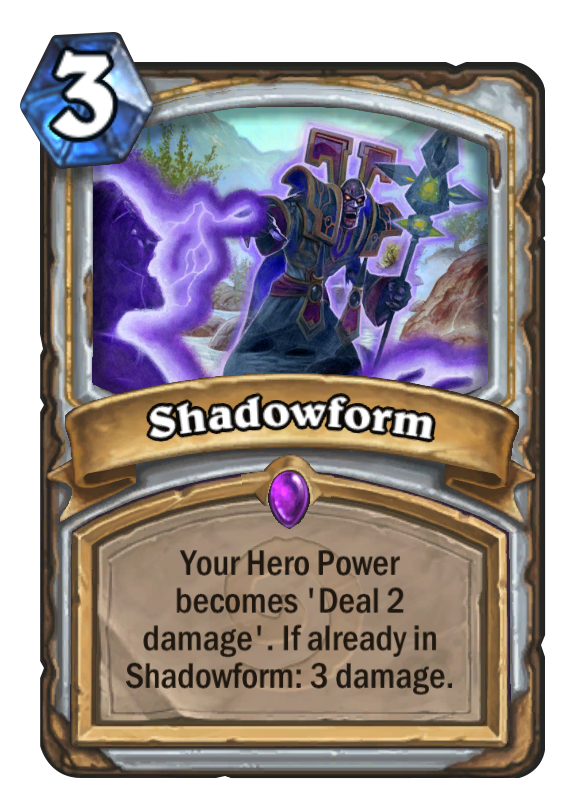 3
Shadowform
Your Hero Power
becomes 'Deal 2
damage'. If already in
Shadowform: 3 damage.